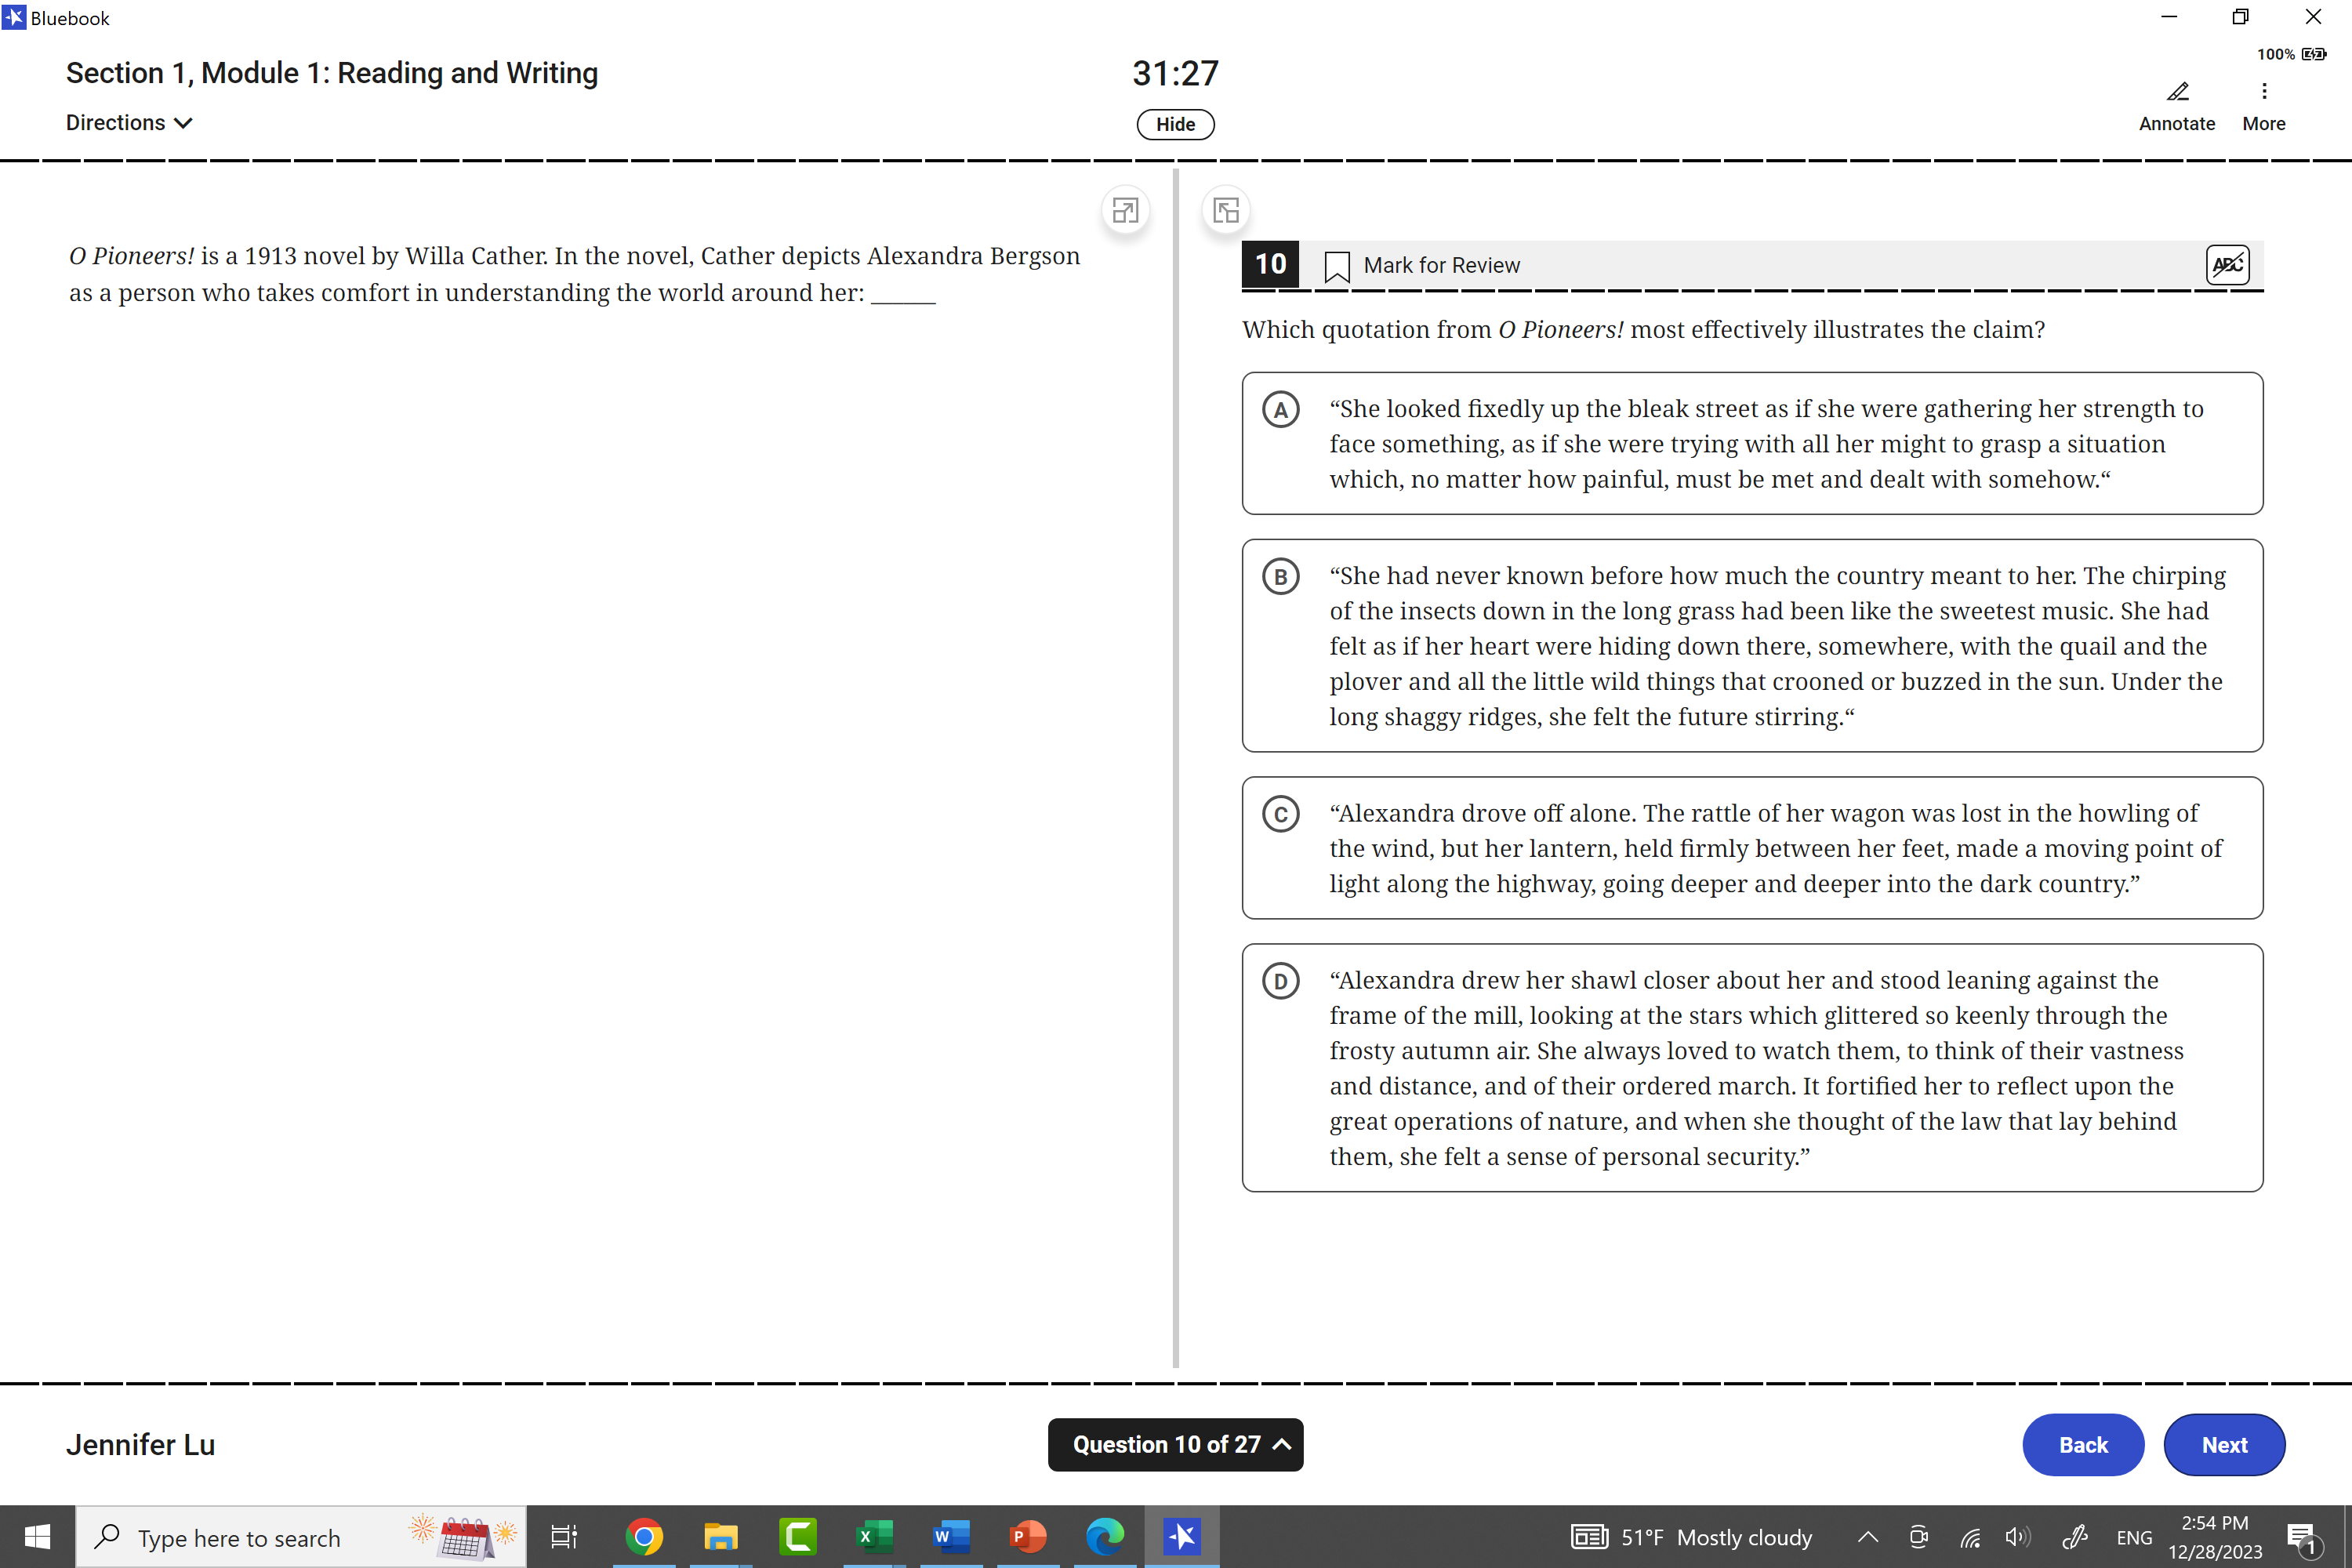 Bluebook
Section 1, Module 1: Reading and Writing
31:27
100%
Directions
Hide
Annotate
More
O Pioneers! is a 1913 novel by Willa Cather. In the novel, Cather depicts Alexandra Bergson
as a person who takes comfort in understanding the world around her: ______
10
Mark for Review
ABC
Which quotation from O Pioneers! most effectively illustrates the claim?
A
“She looked fixedly up the bleak street as if she were gathering her strength to
face something, as if she were trying with all her might to grasp a situation
which, no matter how painful, must be met and dealt with somehow.“
B
“She had never known before how much the country meant to her. The chirping
of the insects down in the long grass had been like the sweetest music. She had
felt as if her heart were hiding down there, somewhere, with the quail and the
plover and all the little wild things that crooned or buzzed in the sun. Under the
long shaggy ridges, she felt the future stirring.“
C
“Alexandra drove off alone. The rattle of her wagon was lost in the howling of
the wind, but her lantern, held firmly between her feet, made a moving point of
light along the highway, going deeper and deeper into the dark country.”
D
“Alexandra drew her shawl closer about her and stood leaning against the
frame of the mill, looking at the stars which glittered so keenly through the
frosty autumn air. She always loved to watch them, to think of their vastness
and distance, and of their ordered march. It fortified her to reflect upon the
great operations of nature, and when she thought of the law that lay behind
them, she felt a sense of personal security.”
Jennifer Lu
Question 10 of 27
Back
Next
Type here to search
51°F Mostly cloudy
ENG
2:54 PM
12/28/2023
1